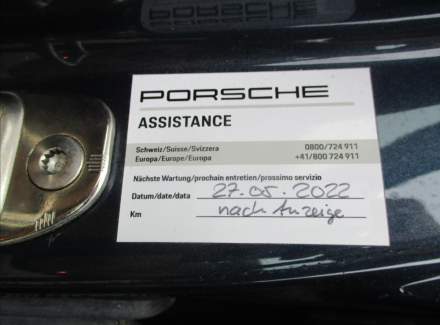 PORSCHE
ASSISTANCE
Schweiz/Suisse/Svizzera 0800/724 911
Europa/Europe/Europa +41/800 724 911
Nächste Wartung/prochain entretien/prossimo servizio
Datum/date/data 27.05.2022
Km nach Anzeige